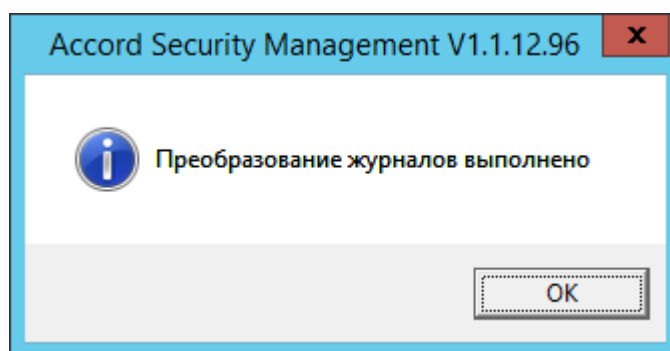 Accord Security Management V1.1.12.96
x
Преобразование журналов выполнено
OK